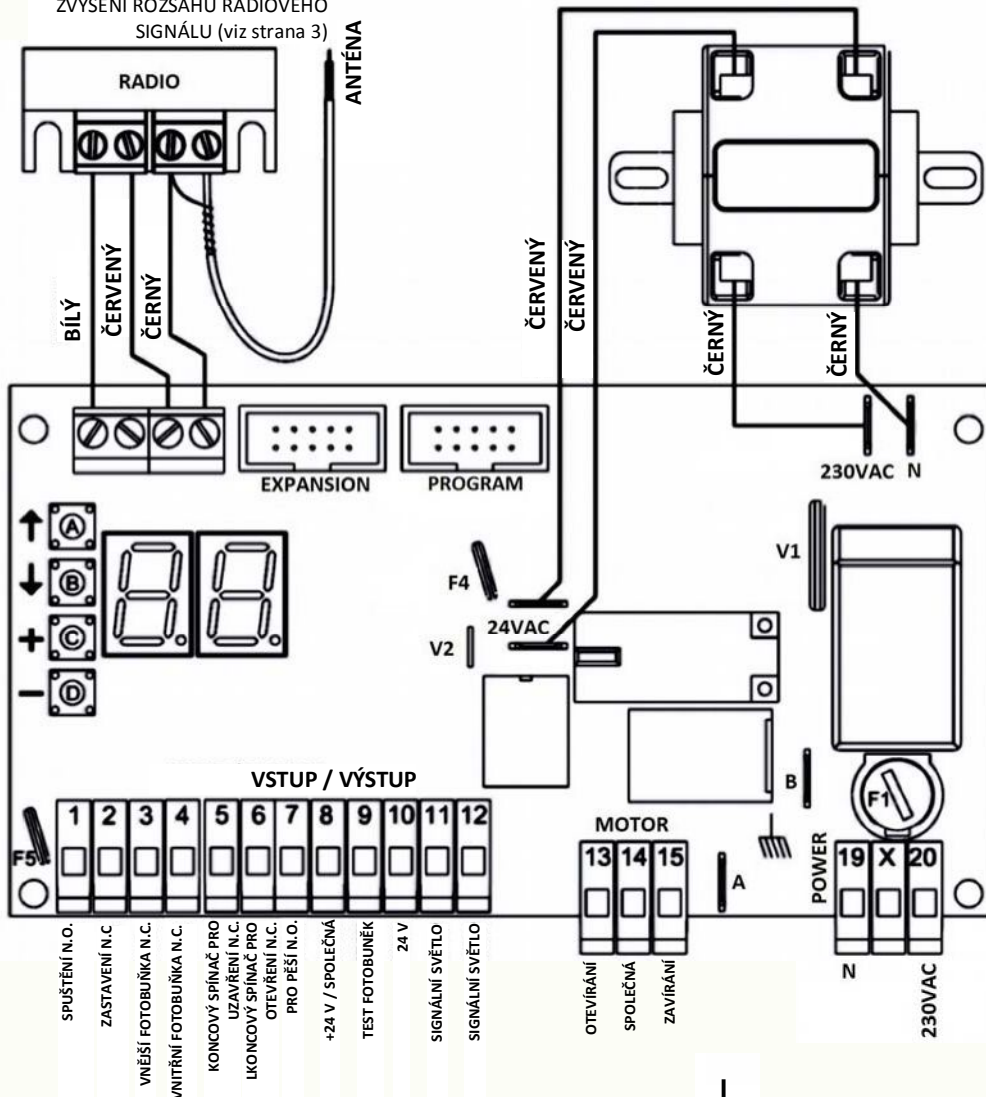 ZVÝŠENÍ ROZSAHU RÁDIOVÉHO
SIGNÁLU (viz strana 3)
RADIO
ANTÉNA
BÍLÝ
ČERVENÝ
ČERNÝ
ČERVENÝ
ČERVENÝ
ČERNÝ
ČERNÝ
EXPANSION
PROGRAM
230VAC N
A
B
C
D
F4
24VAC
V2
V1
VSTUP / VÝSTUP
F5
1 2 3 4 5 6 7 8 9 10 11 12
MOTOR
13 14 15
A
B
F1
POWER
19 X 20
N
230VAC
SPUŠTĚNÍ N.O.
ZASTAVENÍ N.C
VNĚJŠÍ FOTOBUŇKA N.C.
VNITŘNÍ FOTOBUŇKA N.C.
KONCOVÝ SPÍNAČ PRO
UZAVŘENÍ N.C.
LKONCOVÝ SPÍNAČ PRO
OTEVŘENÍ N.C.
PRO PĚŠÍ N.O.
+24 V / SPOLEČNÁ
TEST FOTOBUNĚK
24 V
SIGNÁLNÍ SVĚTLO
SIGNÁLNÍ SVĚTLO
OTEVÍRÁNÍ
SPOLEČNÁ
ZAVÍRÁNÍ